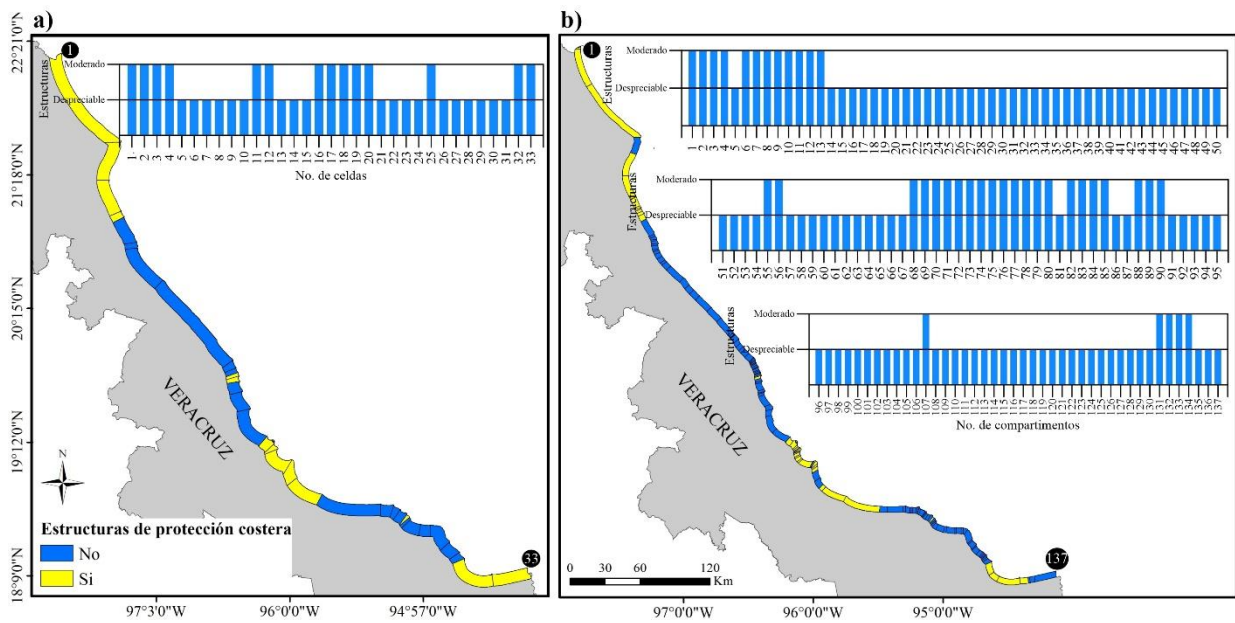 a)
22°21'0"N
21°18'0"N
20°15'0"N
19°12'0"N
18°9'0"N
1
Estructuras
Moderado
Despreciable
1 2 3 4 5 6 7 8 9 10 11 12 13 14 15 16 17 18 19 20 21 22 23 24 25 26 27 28 29 30 31 32 33
No. de celdas
VERACRUZ
N
Estructuras de protección costera
No
Si
33
97°3'0"W 96°0'0"W 94°57'0"W
b)
1
Estructuras
Moderado
Despreciable
1 2 3 4 5 6 7 8 9 10 11 12 13 14 15 16 17 18 19 20 21 22 23 24 25 26 27 28 29 30 31 32 33 34 35 36 37 38 39 40 41 42 43 44 45 46 47 48 49 50
Estructuras
Moderado
Despreciable
51 52 53 54 55 56 57 58 59 60 61 62 63 64 65 66 67 68 69 70 71 72 73 74 75 76 77 78 79 80 81 82 83 84 85 86 87 88 89 90 91 92 93 94 95
Estructuras
Moderado
Despreciable
96 97 98 99 100 101 102 103 104 105 106 107 108 109 110 11 112 113 114 115 116 117 118 119 120 121 122 123 124 125 126 127 128 129 130 131 132 133 134 135 136 137
No. de compartimentos
VERACRUZ
137
0 30 60 120
Km
97°0'0"W 96°0'0"W 95°0'0"W